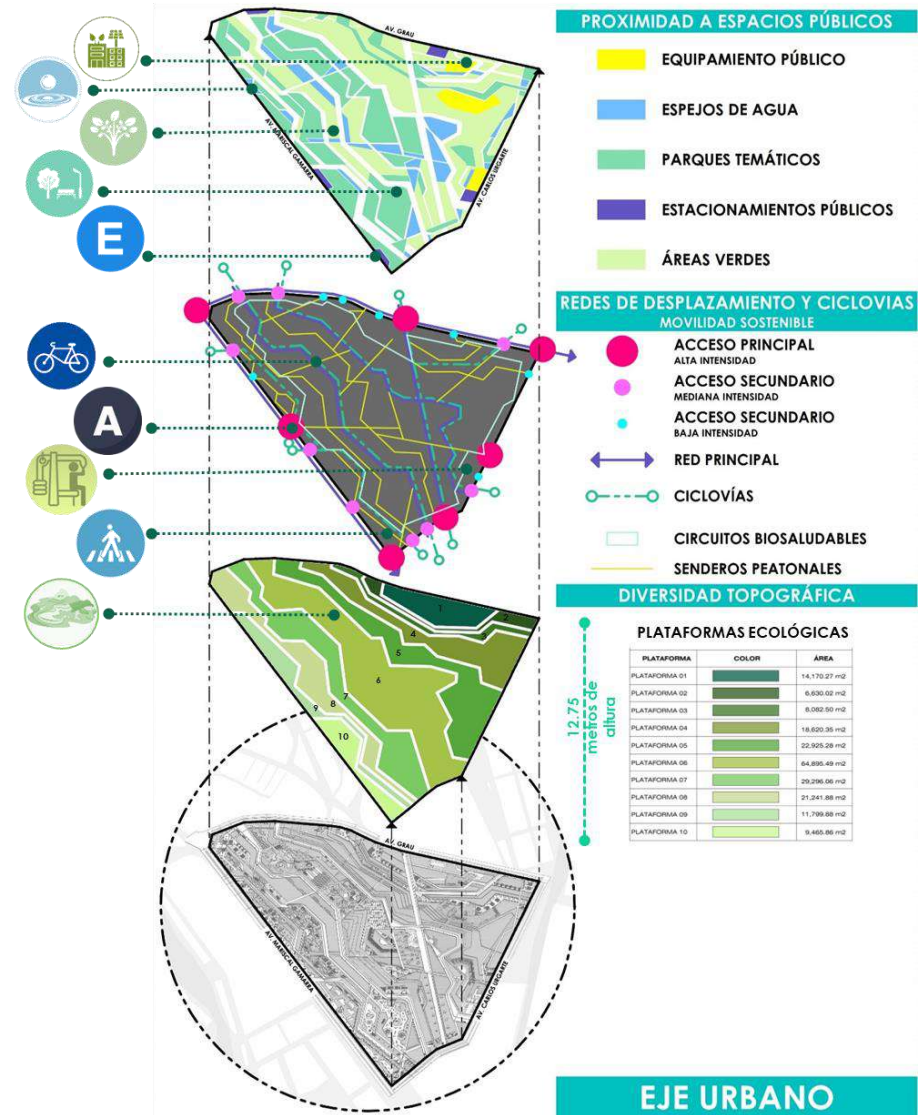 PROXIMIDAD A ESPACIOS PÚBLICOS
EQUIPAMIENTO PÚBLICO
ESPEJOS DE AGUA
PARQUES TEMÁTICOS
ESTACIONAMIENTOS PÚBLICOS
ÁREAS VERDES
AV. GRAU
AV. MARISCAL GAMARRA
AV. CARLOS URGARTE
E
REDES DE DESPLAZAMIENTO Y CICLOVIAS
MOVILIDAD SOSTENIBLE
ACCESO PRINCIPAL
ALTA INTENSIDAD
ACCESO SECUNDARIO
MEDIANA INTENSIDAD
ACCESO SECUNDARIO
BAJA INTENSIDAD
RED PRINCIPAL
CICLOVÍAS
CIRCUITOS BIOSALUDABLES
SENDEROS PEATONALES
A
DIVERSIDAD TOPOGRÁFICA
1
2
3
4
5
6
7
8
9
10
12.75
metros de
altura
PLATAFORMAS ECOLÓGICAS
PLATAFORMA COLOR ÁREA
PLATAFORMA 01 14,170.27 m2
PLATAFORMA 02 6,630.02 m2
PLATAFORMA 03 8,082.50 m2
PLATAFORMA 04 18,620.35 m2
PLATAFORMA 05 22,925.28 m2
PLATAFORMA 06 64,895.49 m2
PLATAFORMA 07 29,296.06 m2
PLATAFORMA 08 21,241.88 m2
PLATAFORMA 09 11,799.88 m2
PLATAFORMA 10 9,465.86 m2
AV. GRAU
AV. MARISCAL GAMARRA
AV. CARLOS URGARTE
EJE URBANO